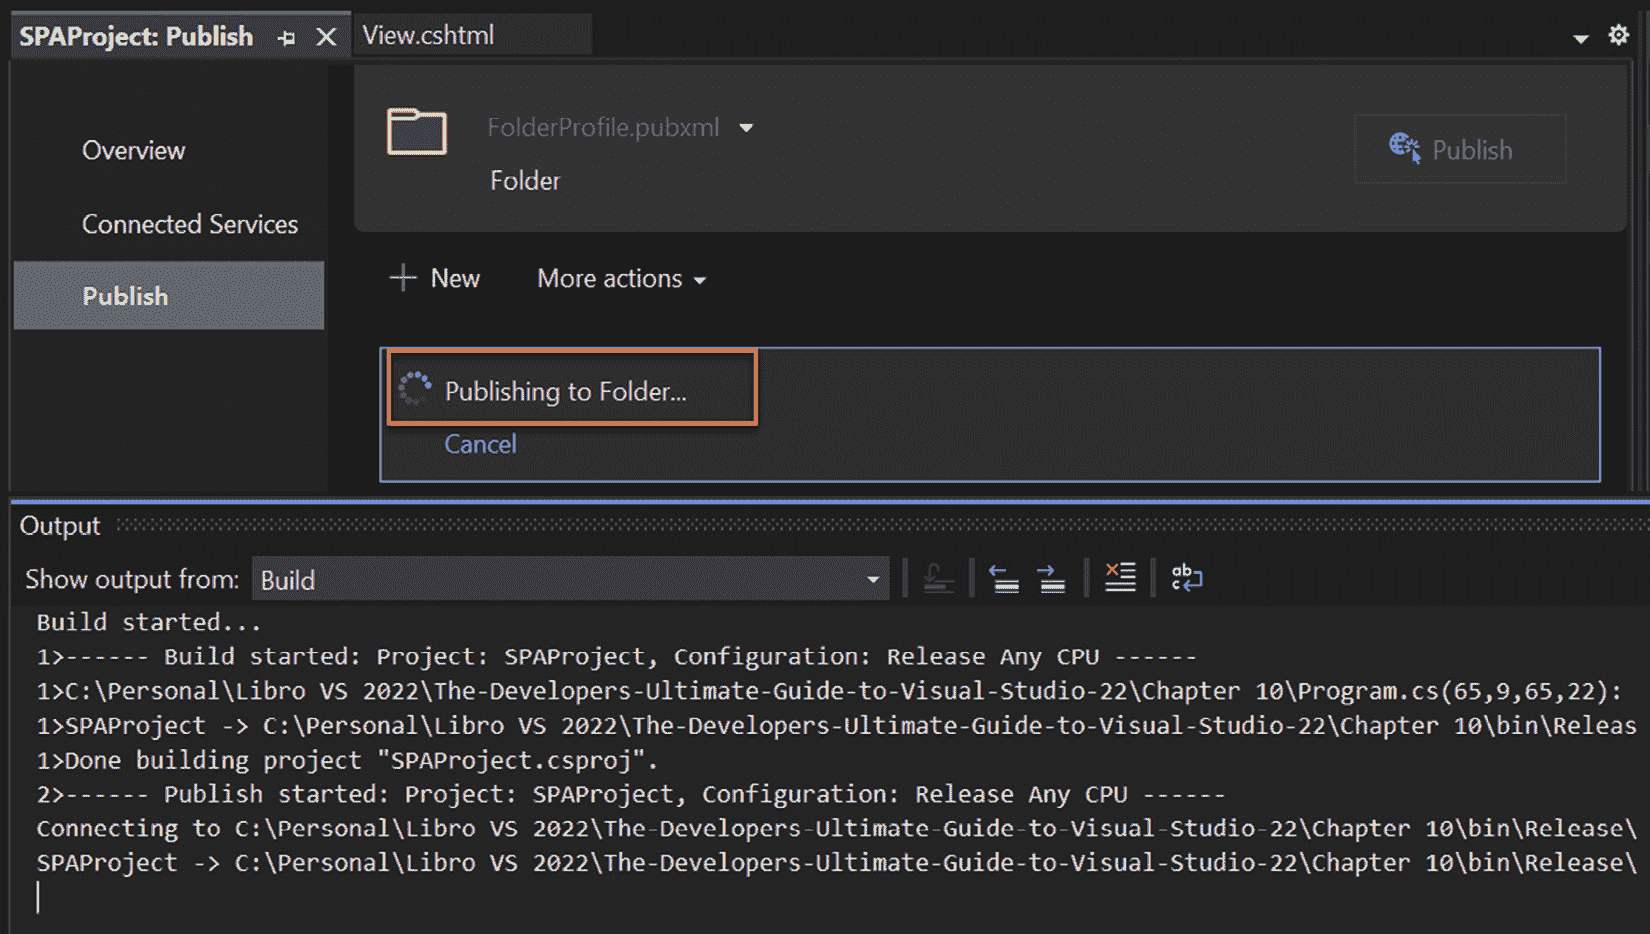 SPAProject: Publish
View.cshtml
Overview
Connected Services
Publish
FolderProfile.pubxml
Folder
Publish
New
More actions
Publishing to Folder...
Cancel
Output
Show output from:
Build
Build started...
1>------ Build started: Project: SPAProject, Configuration: Release Any CPU ------
1>C:\Personal\Libro VS 2022\The-Developers-Ultimate-Guide-to-Visual-Studio-22\Chapter 10\Program.cs(65,9,65,22):
1>SPAProject -> C:\Personal\Libro VS 2022\The-Developers-Ultimate-Guide-to-Visual-Studio-22\Chapter 10\bin\Releas
1>Done building project "SPAProject.csproj".
2>------ Publish started: Project: SPAProject, Configuration: Release Any CPU ------
Connecting to C:\Personal\Libro VS 2022\The-Developers-Ultimate-Guide-to-Visual-Studio-22\Chapter 10\bin\Release\
SPAProject -> C:\Personal\Libro VS 2022\The-Developers-Ultimate-Guide-to-Visual-Studio-22\Chapter 10\bin\Release\